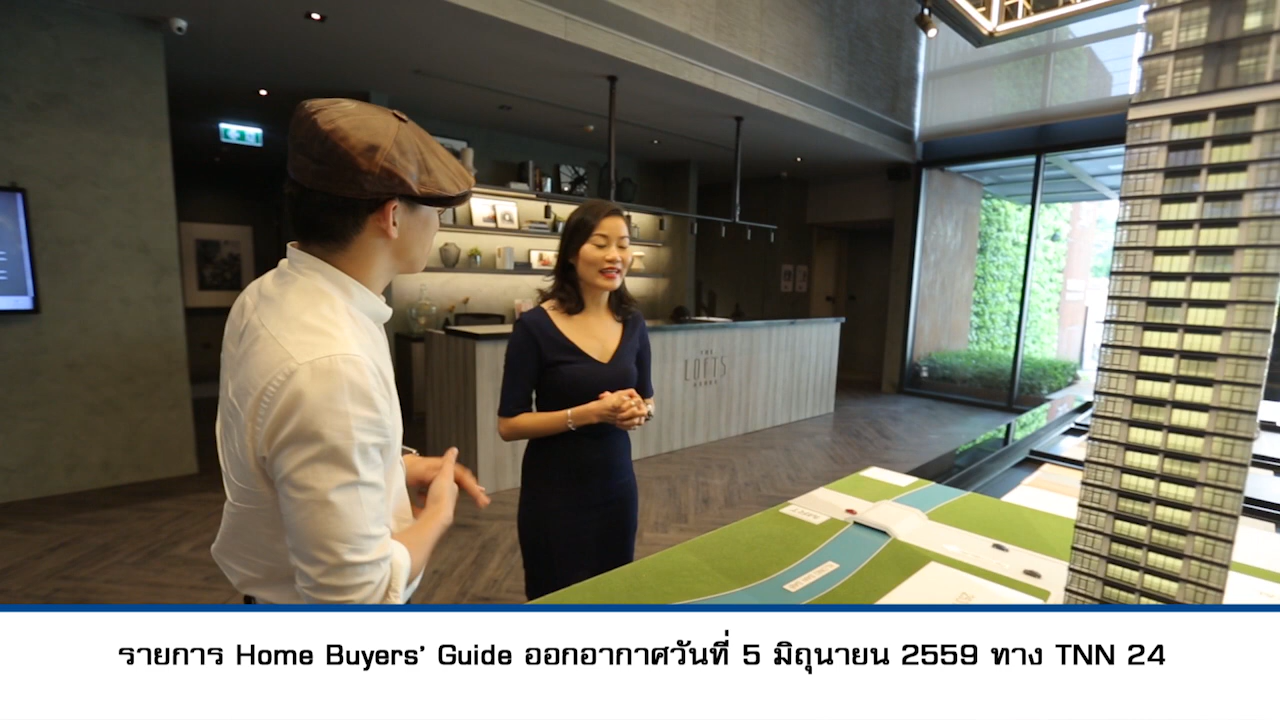 THE
LOFTS
รายการ Home Buyers' Guide ออกอากาศวันที่ 5 มิถุนายน 2559 ทาง TNN 24